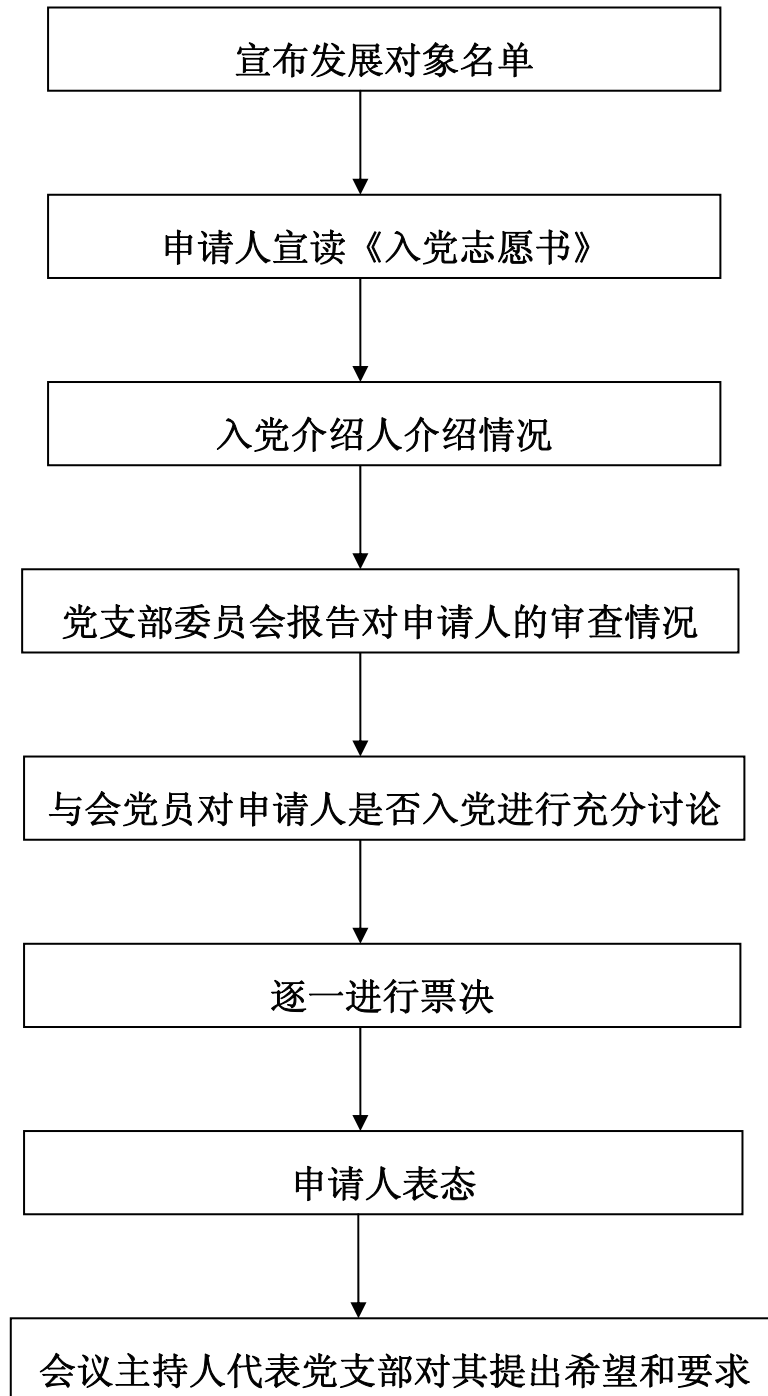 宣布发展对象名单
申请人宣读《入党志愿书》
入党介绍人介绍情况
党支部委员会报告对申请人的审查情况
与会党员对申请人是否入党进行充分讨论
逐一进行票决
申请人表态
会议主持人代表党支部对其提出希望和要求